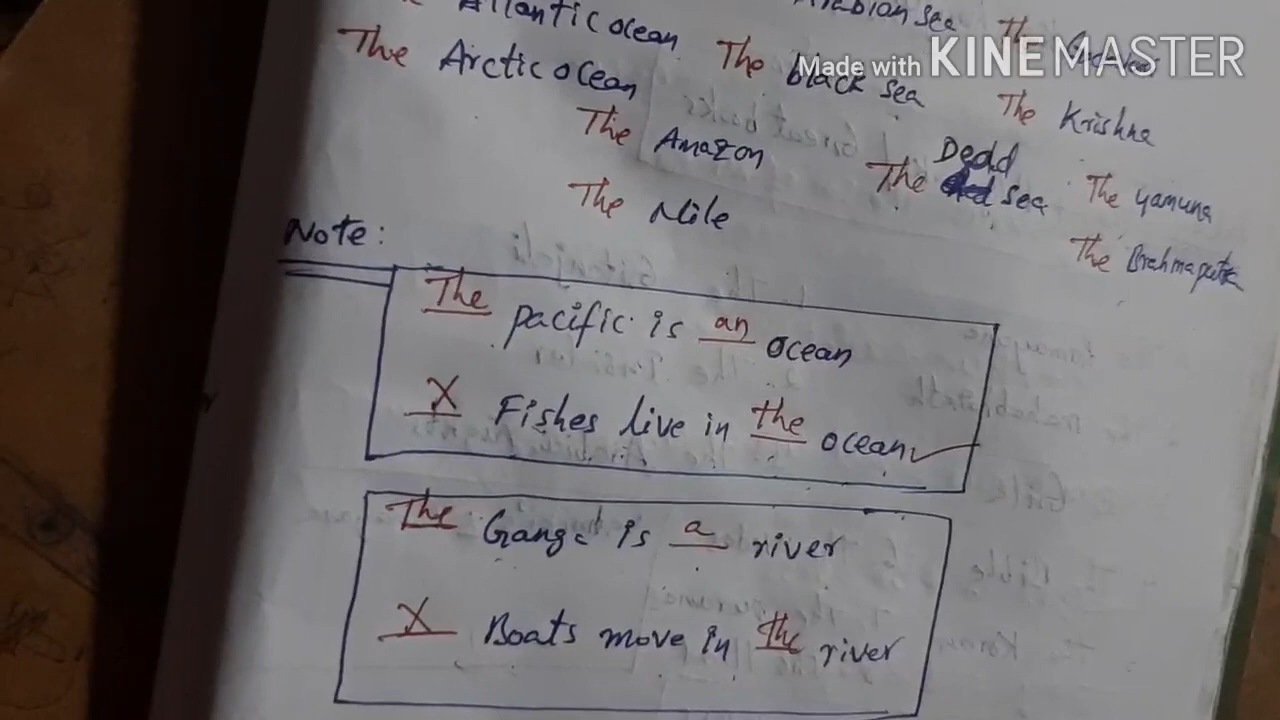 Atlantic ocean
Arabian sea
The
Made with KINEMASTER
The Arctic ocean
The black sea
The Krishna
The Amazon
The Dead sea
The yamuna
The Nile
The Brahmaputra
Note:
The pacific is an ocean
X Fishes live in the ocean
The Ganga is a river
X Boats move in the river